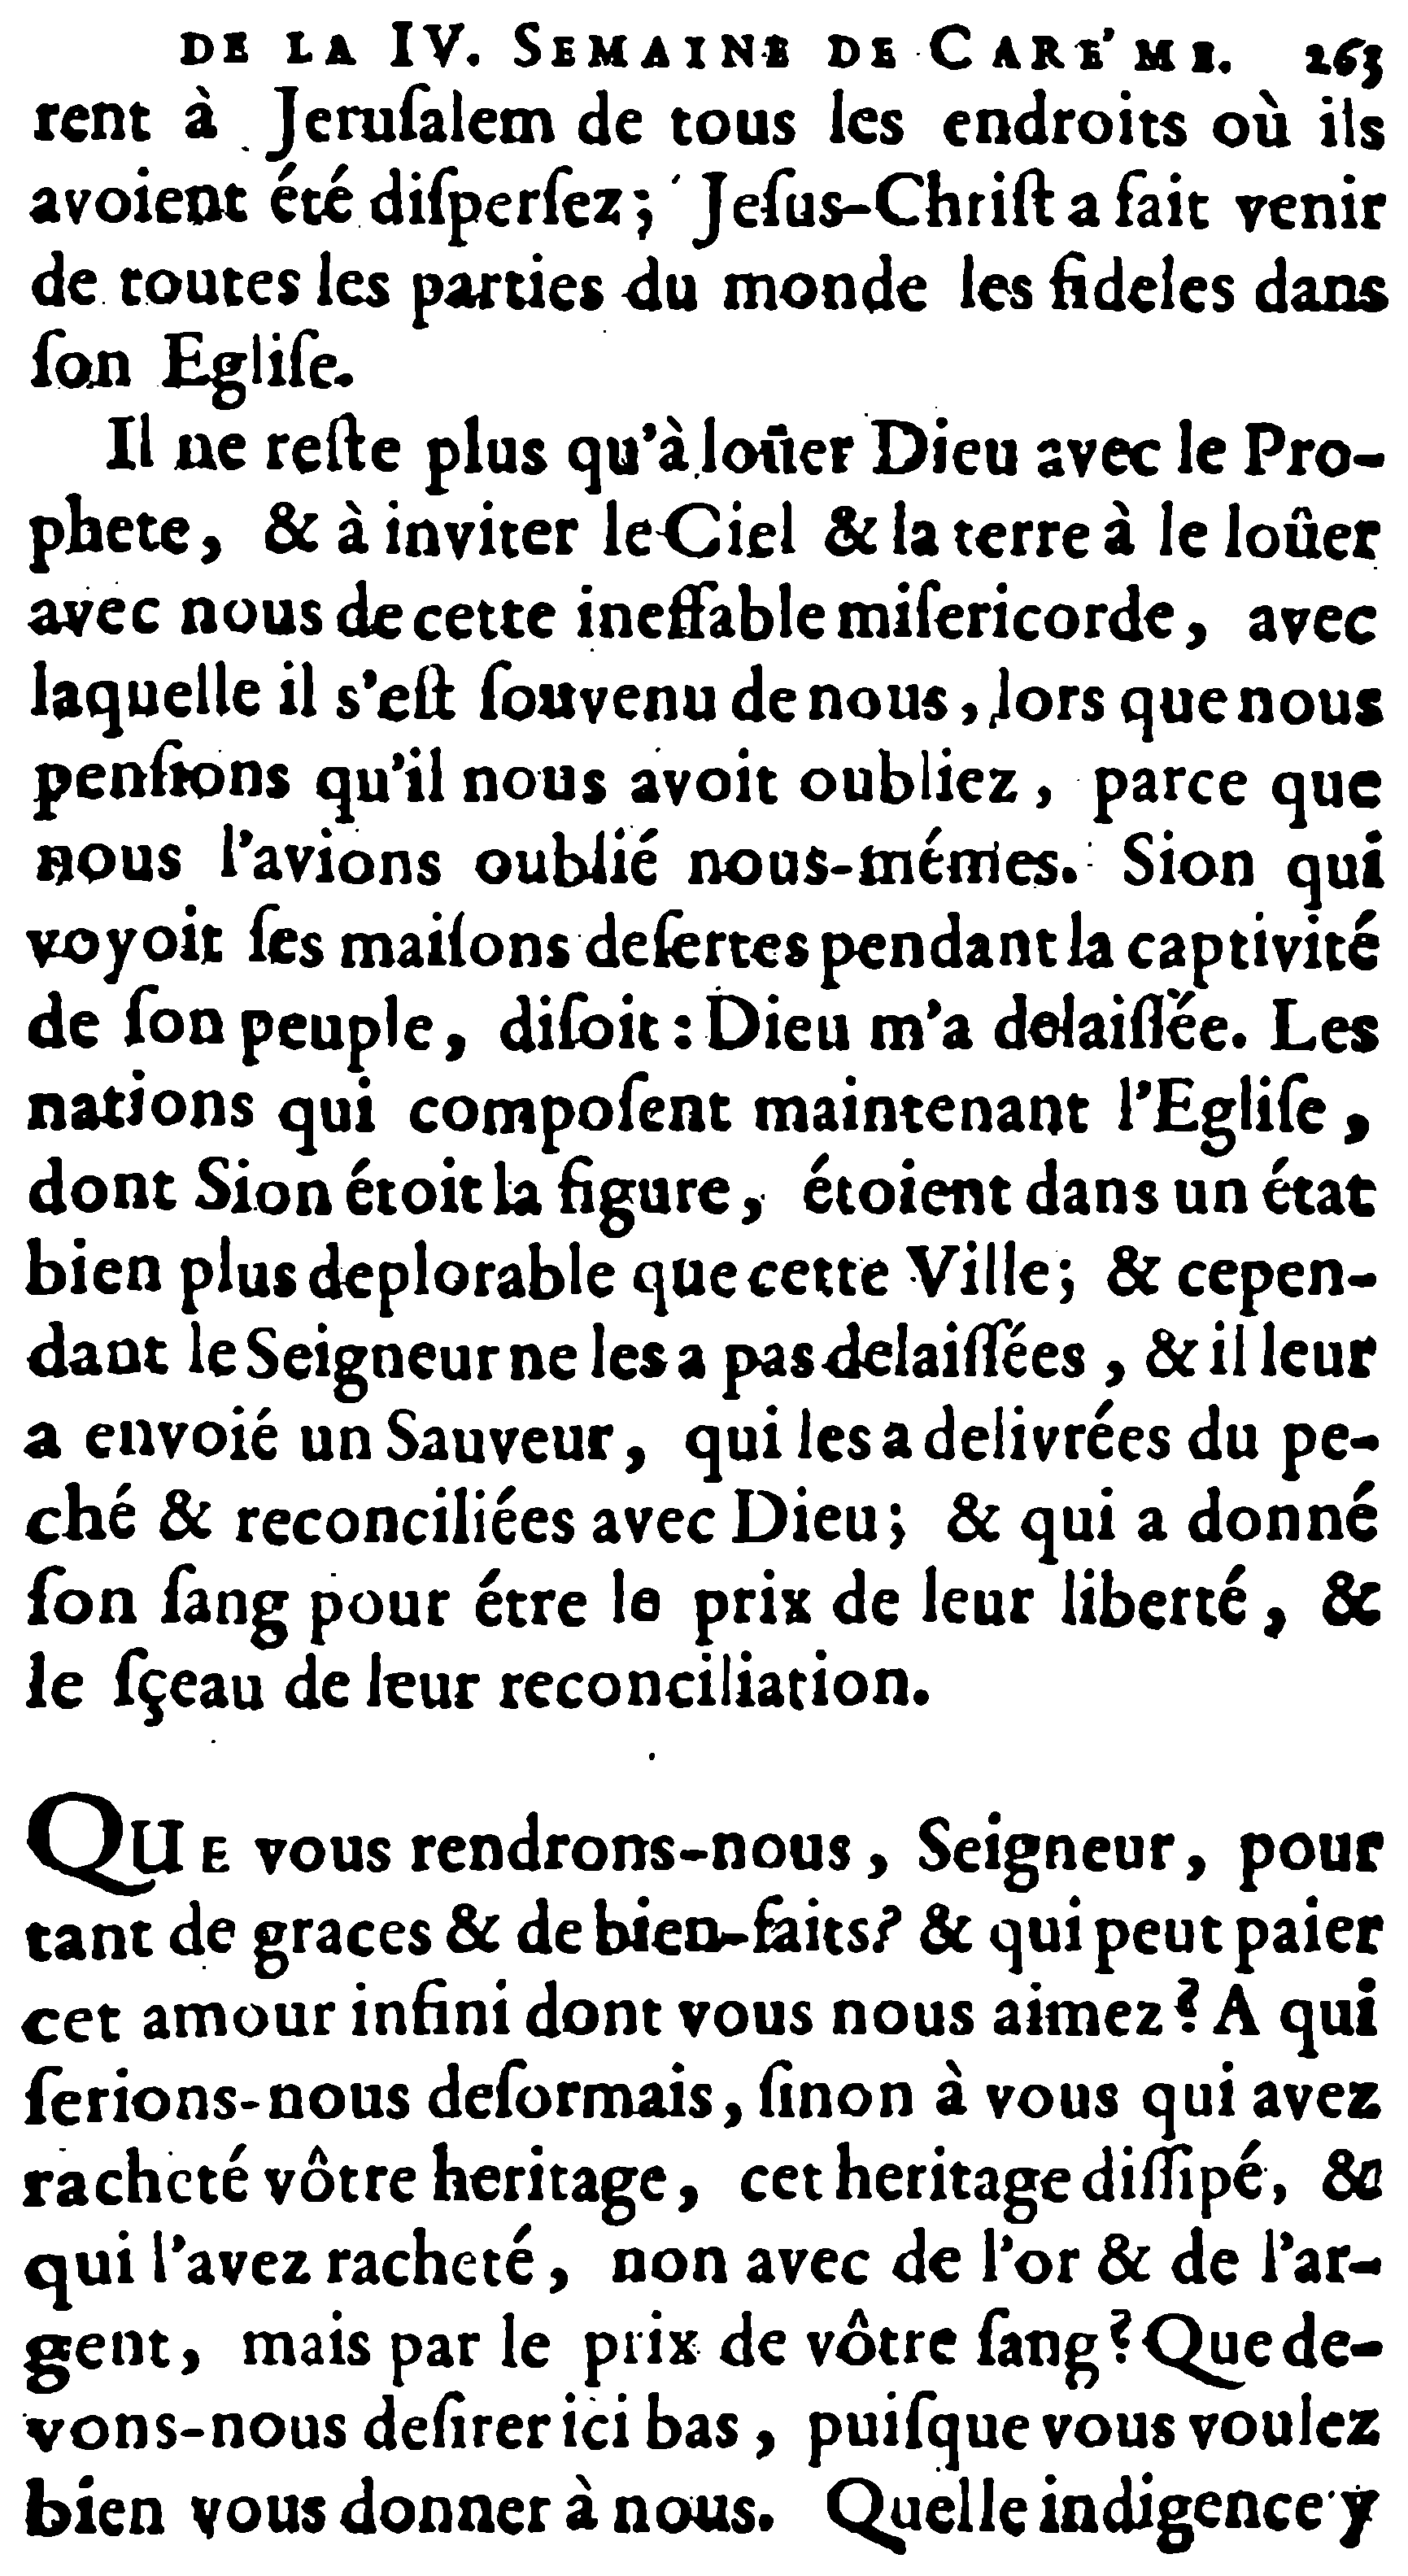 DE LA IV. SEMAINE DE CARE'ME. 263
rent à Jeruſalem de tous les endroits où ils
avoient été diſperſez; Jeſus-Chriſt a fait venir
de toutes les parties du monde les fideles dans
ſon Egliſe.
Il ne reſte plus qu'à loüer Dieu avec le Pro-
phete, & à inviter le Ciel & la terre à le loüer
avec nous de cette ineffable miſericorde, avec
laquelle il s'eſt ſouvenu de nous, lors que nous
penſions qu'il nous avoit oubliez, parce que
nous l'avions oublié nous-mémes. Sion qui
voyoit ſes maiſons deſertes pendant la captivité
de ſon peuple, diſoit: Dieu m'a delaiſſée. Les
nations qui compoſent maintenant l'Egliſe,
dont Sion étoit la figure, étoient dans un état
bien plus deplorable que cette Ville; & cepen-
dant le Seigneur ne les a pas delaiſſées, & il leur
a envoié un Sauveur, qui les a delivrées du pe-
ché & reconciliées avec Dieu; & qui a donné
ſon ſang pour étre le prix de leur liberté, &
le ſçeau de leur reconciliation.
QUE vous rendrons-nous, Seigneur, pour
tant de graces & de bien-faits? & qui peut paier
cet amour infini dont vous nous aimez? A qui
ſerions-nous deſormais, ſinon à vous qui avez
racheté vôtre heritage, cet heritage diſſipé, &
qui l'avez racheté, non avec de l'or & de l'ar-
gent, mais par le prix de vôtre ſang? Que de-
vons-nous deſirer ici bas, puiſque vous voulez
bien vous donner à nous. Quelle indigence y